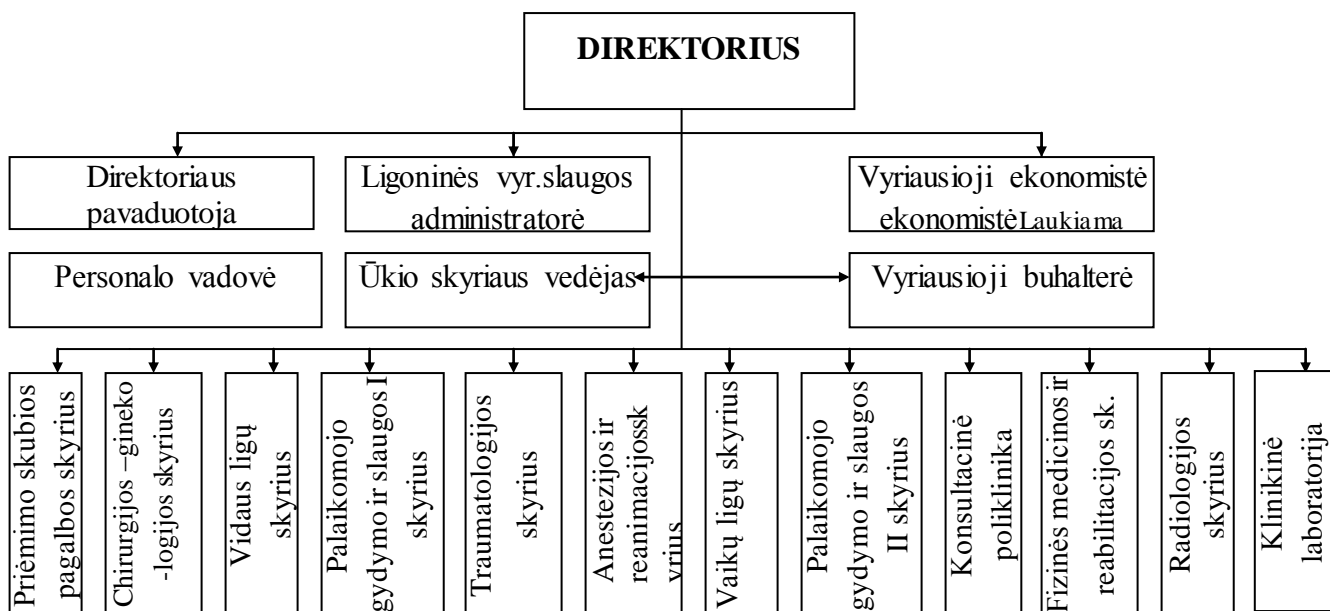 DIREKTORIUS
Direktoriaus
pavaduotoja
Ligoninės vyr.slaugos
administratorė
Vyriausioji ekonomistė
ekonomistėLaukiama
Personalo vadovė
Ūkio skyriaus vedėjas
Vyriausioji buhalterė
Priėmimo skubios
pagalbos skyrius
Chirurgijos –gineko
-logijos skyrius
Vidaus ligų
skyrius
Palaikomojo
gydymo ir slaugos I
skyrius
Traumatologijos
skyrius
Anestezijos ir
reanimacijossk
vrius
Vaikų ligų skyrius
Palaikomojo
gydymo ir slaugos
II skyrius
Konsultacinė
poliklinika
Fizinės medicinos ir
reabilitacijos sk.
Radiologijos
skyrius
Klinikinė
laboratorija